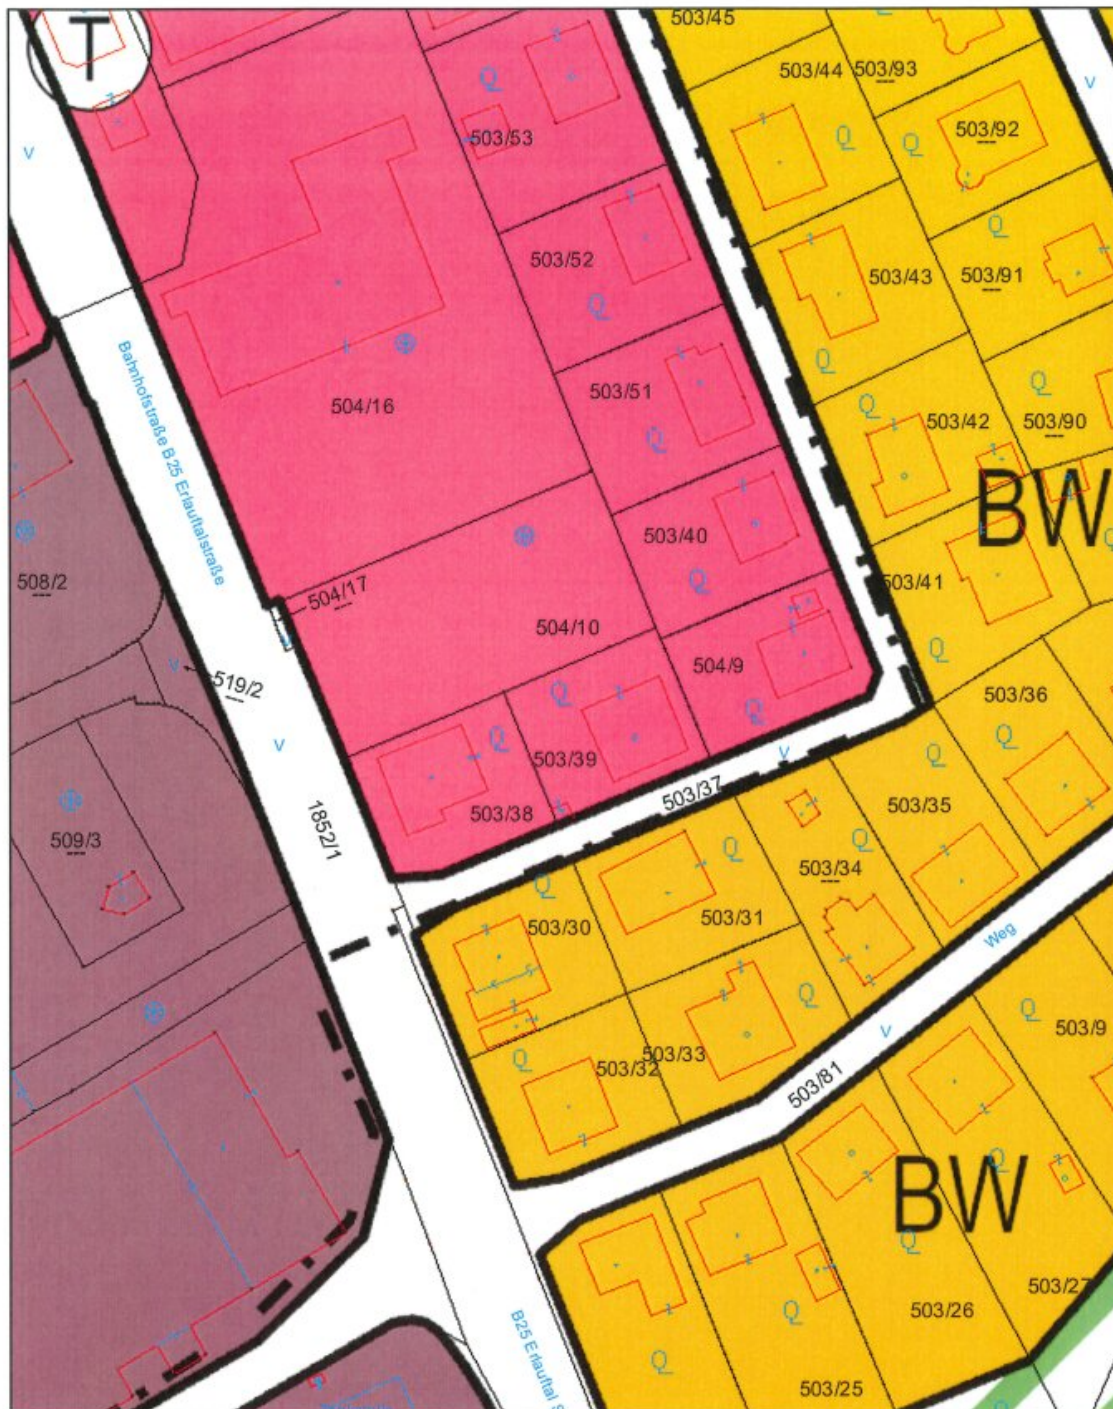 503/45
T
503/44
503/93
Q
503/53
503/92
Q
Q
v
v
503/52
503/43
503/91
Q
Q
Q
503/51
503/42
503/90
504/16
Bahnhofstraße B25 Erlauftalstraße
Q
Q
Q
BW
508/2
503/40
503/41
Q
504/17
504/10
504/9
Q
v
519/2
503/36
Q
Q
Q
Q
Q
v
v
503/39
503/37
503/35
503/38
1852/1
509/3
503/34
Q
Q
Q
503/30
503/31
Weg
503/32
503/33
Q
Q
v
503/9
Q
503/81
BW
Q
Q
503/27
503/26
Q
B25 Erlauftal S
Q
503/25